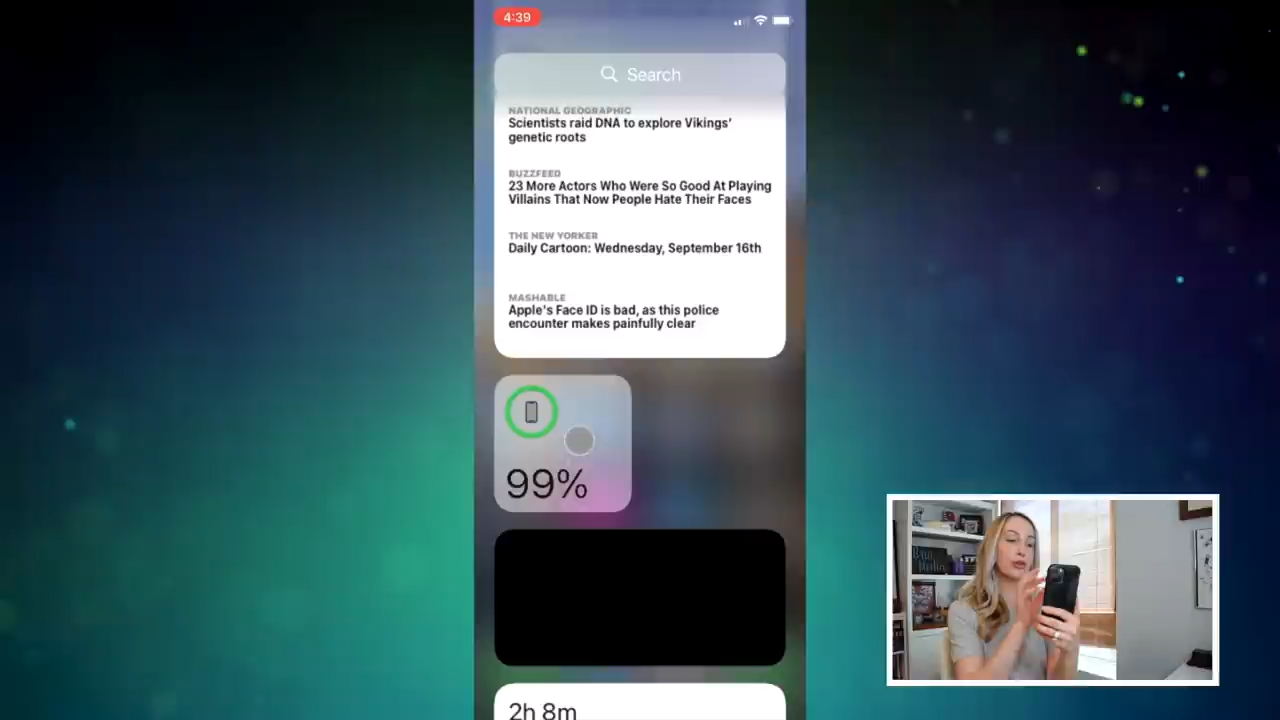 4:39
Search
NATIONAL GEOGRAPHIC
Scientists raid DNA to explore Vikings'
genetic roots
BUZZFEED
23 More Actors Who Were So Good At Playing
Villains That Now People Hate Their Faces
THE NEW YORKER
Daily Cartoon: Wednesday, September 16th
MASHABLE
Apple's Face ID is bad, as this police
encounter makes painfully clear
99%
2h 8m